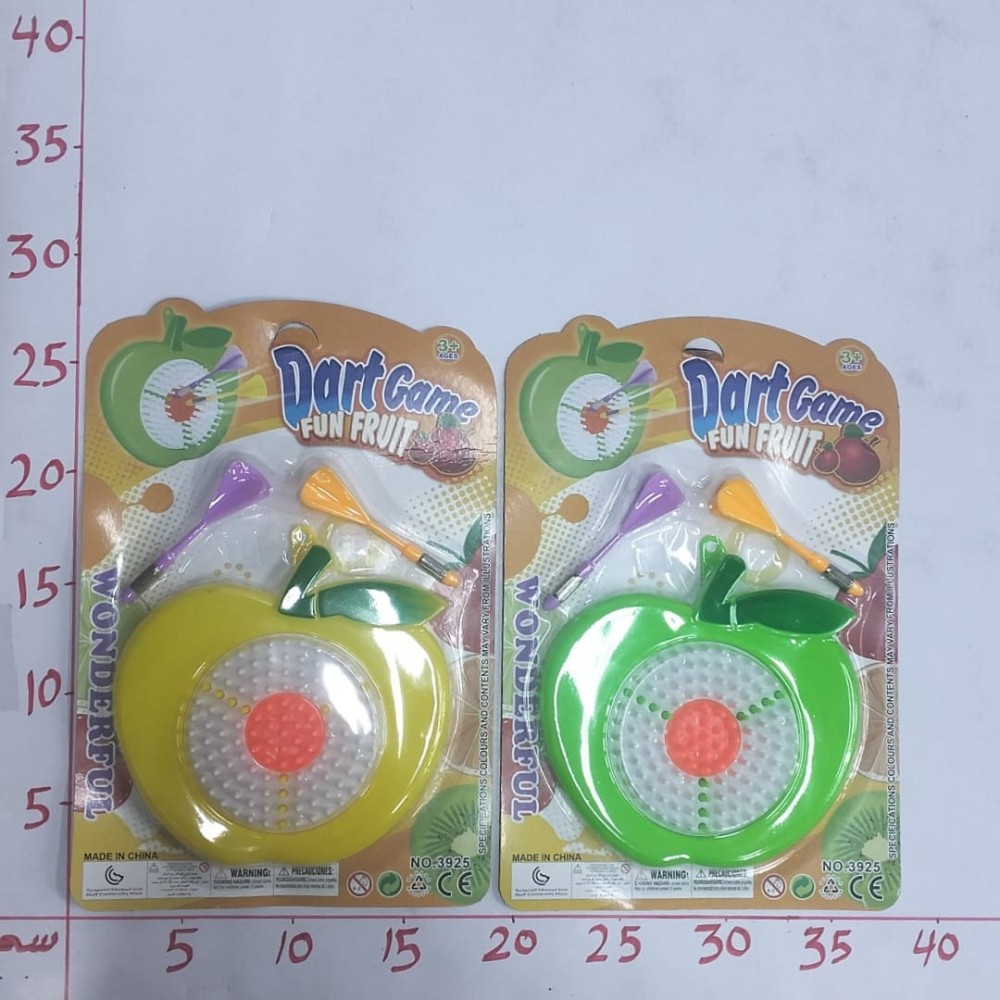 40
35
30
25
20
15
10
5
سم
5
10
15
20
25
30
35
40
3+
AGES
Dart Game
FUN FRUIT
WONDERFUL
SPECIFICATIONS COLOURS AND CONTENTS MAY VARY FROM ILLUSTRATIONS
MADE IN CHINA
WARNING:
PRECAUCIONES:
NO.3925
CE
3+
AGES
Dart Game
FUN FRUIT
WONDERFUL
SPECIFICATIONS COLOURS AND CONTENTS MAY VARY FROM ILLUSTRATIONS
MADE IN CHINA
WARNING:
PRECAUCIONES:
NO.3925
CE